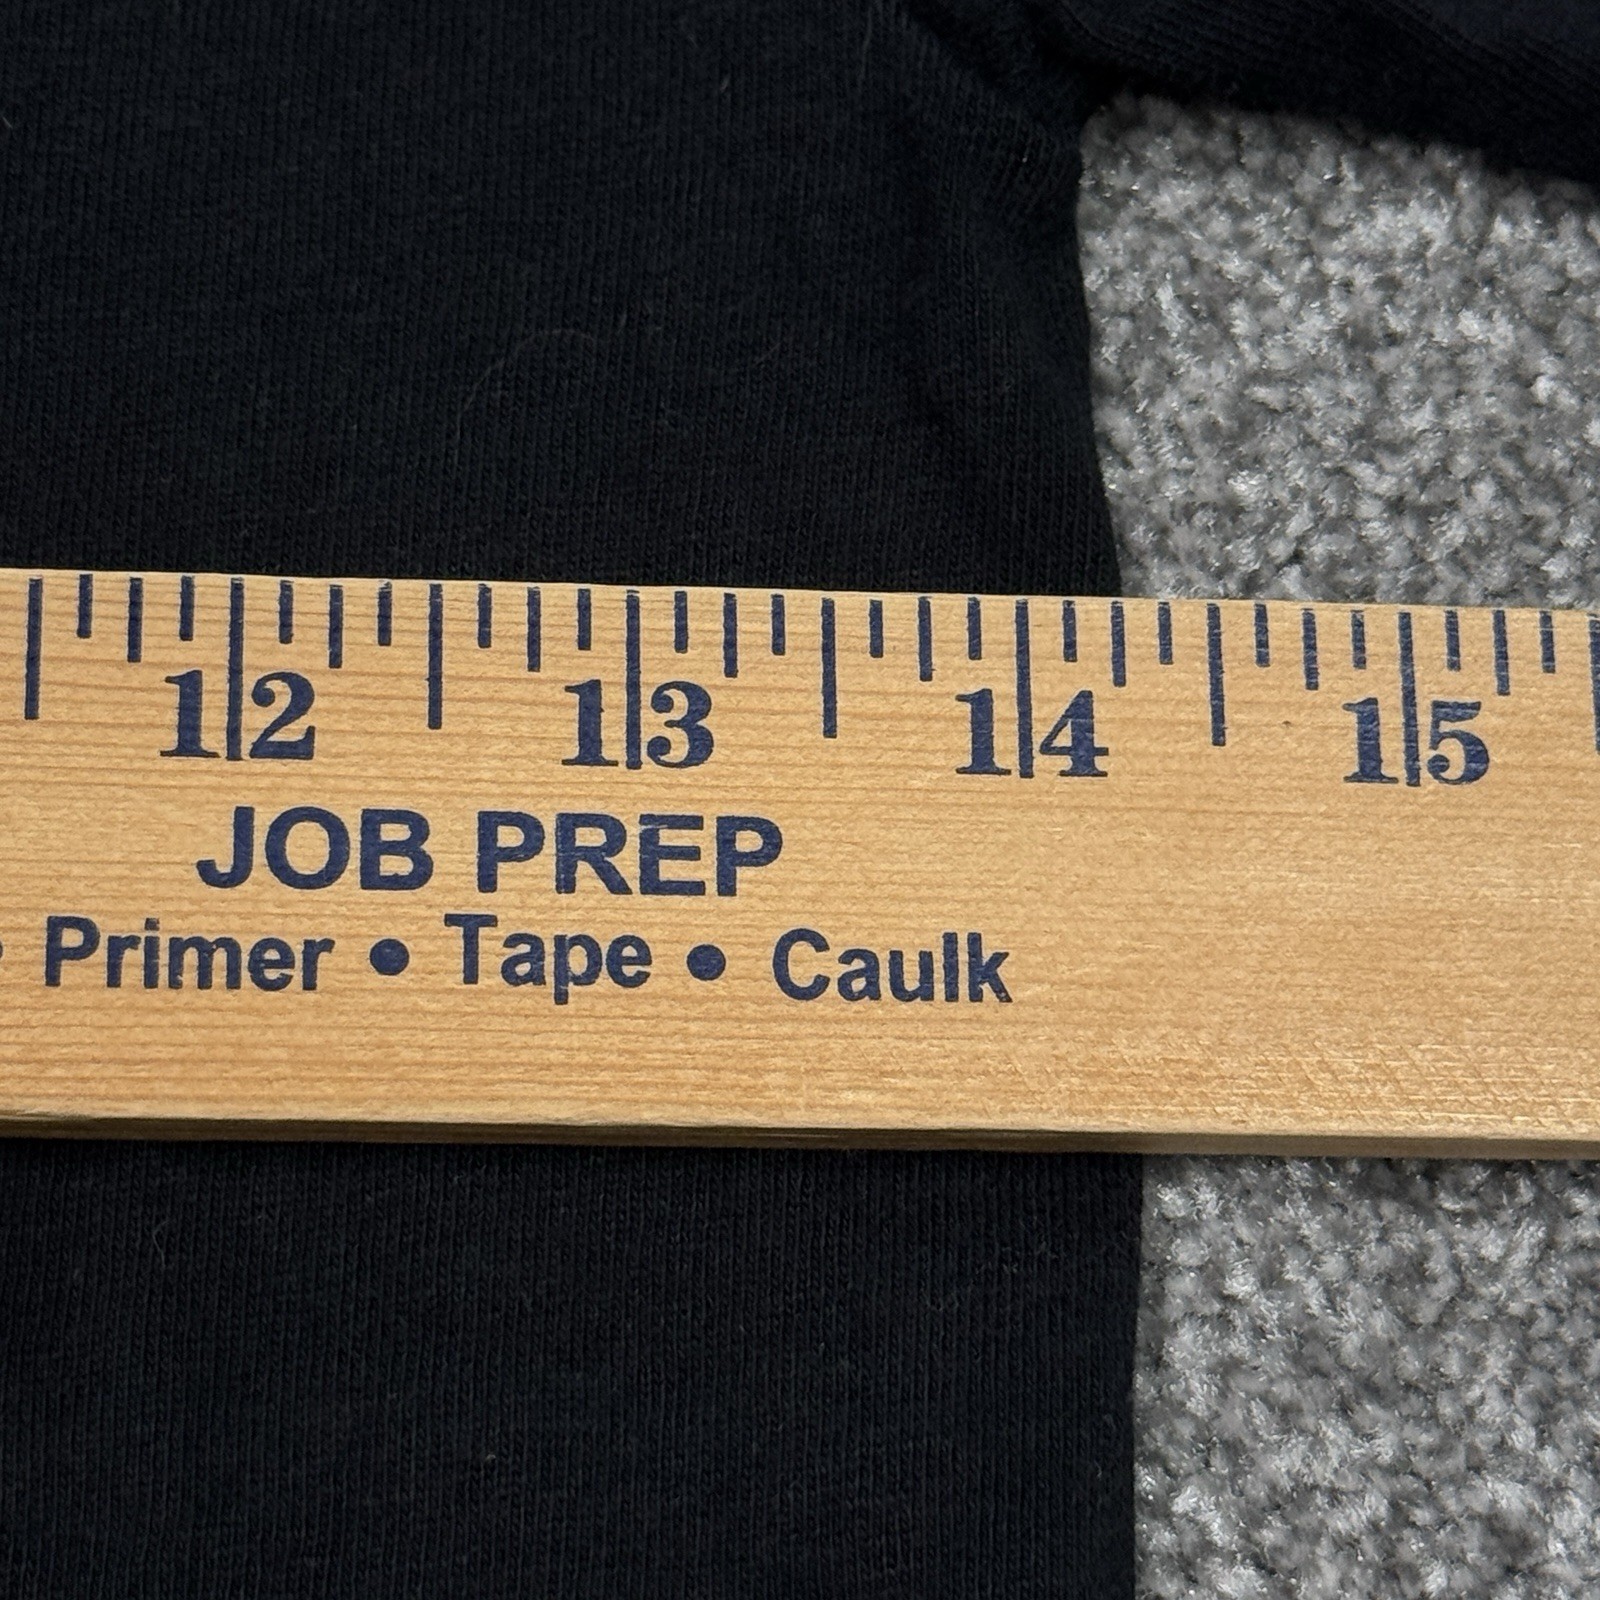 12 13 14 15
JOB PREP
• Primer • Tape • Caulk